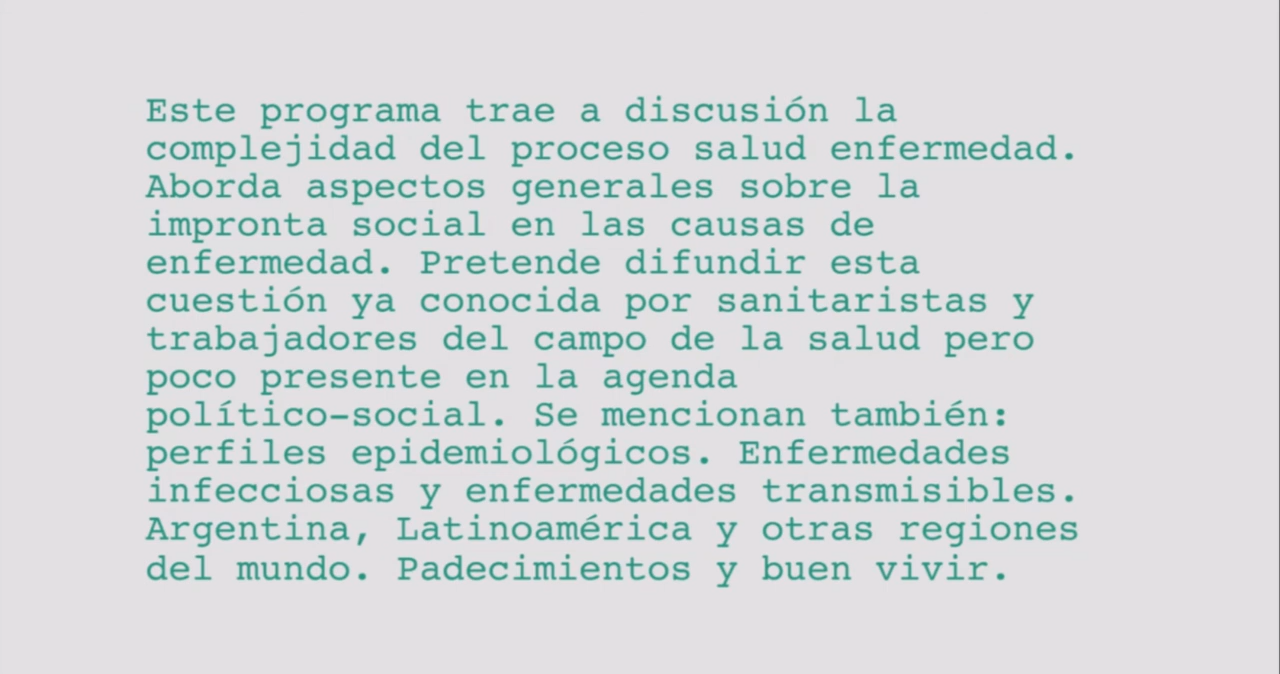 Este programa trae a discusión la
complejidad del proceso salud enfermedad.
Aborda aspectos generales sobre la
impronta social en las causas de
enfermedad. Pretende difundir esta
cuestión ya conocida por sanitaristas y
trabajadores del campo de la salud pero
poco presente en la agenda
político-social. Se mencionan también:
perfiles epidemiológicos. Enfermedades
infecciosas y enfermedades transmisibles.
Argentina, Latinoamérica y otras regiones
del mundo. Padecimientos y buen vivir.